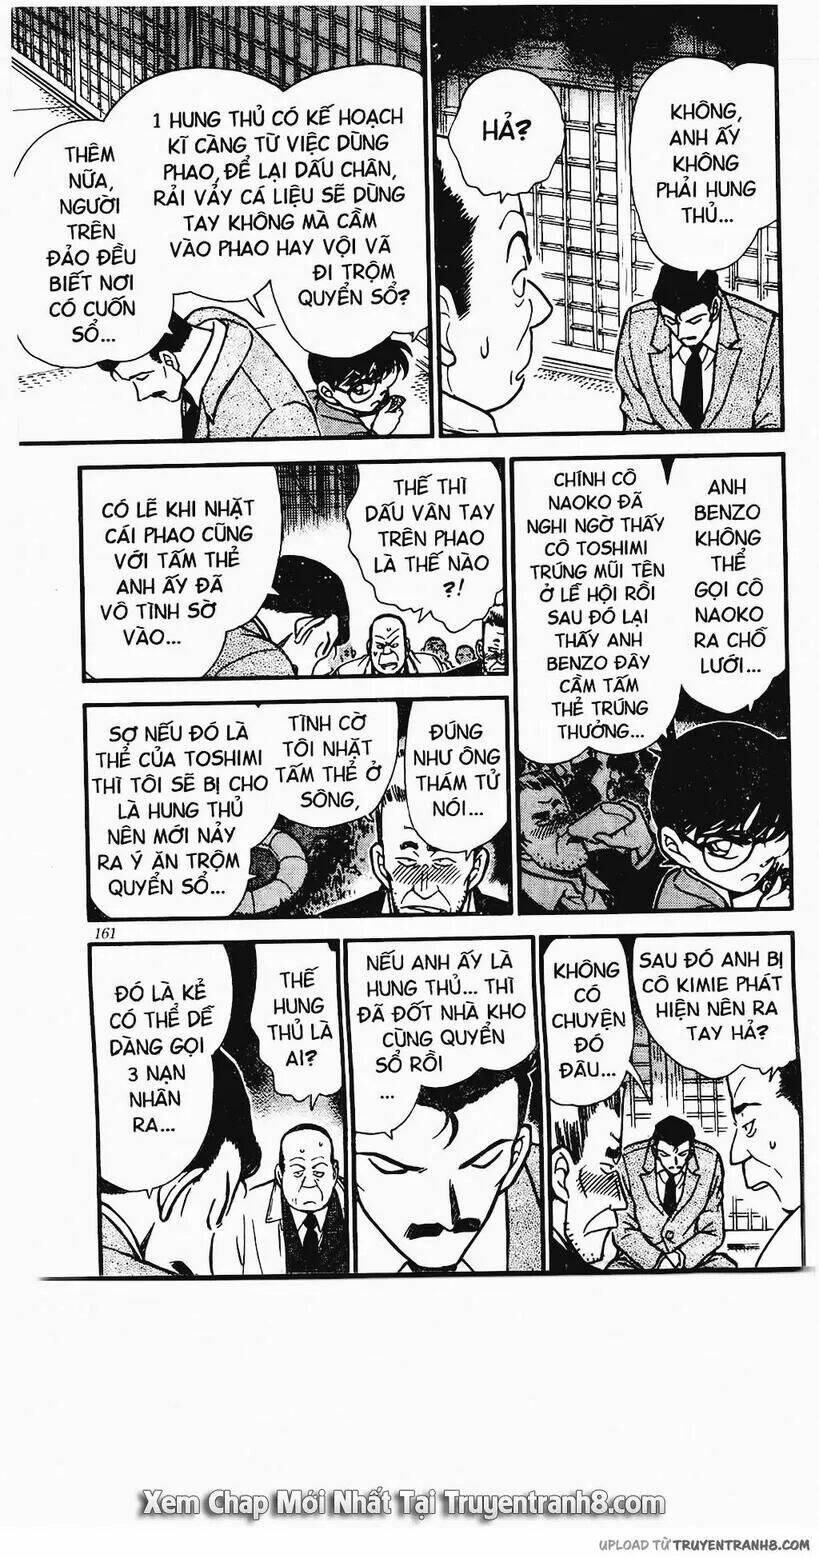 KHÔNG,
ANH ẤY
KHÔNG
PHẢI HUNG
THỦ...
HẢ?
1 HUNG THỦ CÓ KẾ HOẠCH
KĨ CÀNG TỪ VIỆC DÙNG
PHAO, ĐỂ LẠI DẤU CHÂN,
RẢI VẢY CÁ LIỆU SẼ DÙNG
TAY KHÔNG MÀ CẦM
VÀO PHAO HAY VỘI VÃ
ĐI TRỘM
QUYỂN SỔ?
THÊM
NỮA,
NGƯỜI
TRÊN
ĐẢO ĐỀU
BIẾT NƠI
CÓ CUỐN
SỔ...
ANH
BENZO
KHÔNG
THỂ
GỌI CÔ
NAOKO
RA CHỖ
LƯỚI...
CHÍNH CÔ
NAOKO ĐÃ
NGHI NGỜ THẤY
CÔ TOSHIMI
TRÚNG MŨI TÊN
Ở LỄ HỘI RỒI
SAU ĐÓ LẠI
THẤY ANH
BENZO ĐÂY
CẦM TẤM
THẺ TRÚNG
THƯỞNG...
THẾ THÌ
DẤU VÂN TAY
TRÊN PHAO
LÀ THẾ NÀO
?!
CÓ LẼ KHI NHẶT
CÁI PHAO CŨNG
VỚI TẤM THẺ
ANH ẤY ĐÃ
VÔ TÌNH SỜ
VÀO...
ĐÚNG
NHƯ ÔNG
THÁM TỬ
NÓI...
TÌNH CỜ
TÔI NHẶT
TẤM THẺ Ở
SÔNG,
SỢ NẾU ĐÓ LÀ
THẺ CỦA TOSHIMI
THÌ TÔI SẼ BỊ CHO
LÀ HUNG THỦ
NÊN MỚI NẢY
RA Ý ĂN TRỘM
QUYỂN SỔ...
161
SAU ĐÓ ANH BỊ
CÔ KIMIE PHÁT
HIỆN NÊN RA
TAY HẢ?
KHÔNG
CÓ
CHUYỆN
ĐÓ
ĐÂU...
NẾU ANH ẤY LÀ
HUNG THỦ... THÌ
ĐÃ ĐỐT NHÀ KHO
CÙNG QUYỂN
SỔ RỒI
...
THẾ
HUNG
THỦ LÀ
AI?
ĐÓ LÀ KẺ
CÓ THỂ DỄ
DÀNG GỌI
3 NẠN
NHÂN
RA...
Xem Chap Mới Nhất Tại Truyentranh8.com
UPLOAD TỪ TRUYENTRANH8.COM